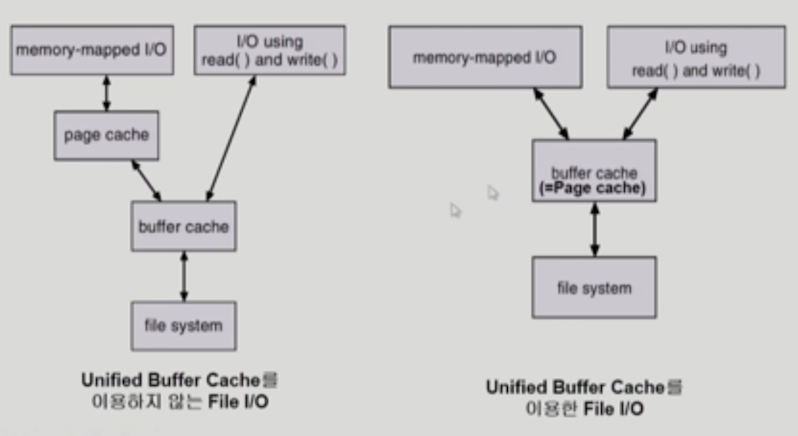 memory-mapped I/O
I/O using
read( ) and write( )
page cache
buffer cache
file system
Unified Buffer Cache를
이용하지 않는 File I/O
memory-mapped I/O
I/O using
read( ) and write( )
buffer cache
(=Page cache)
file system
Unified Buffer Cache를
이용한 File I/O